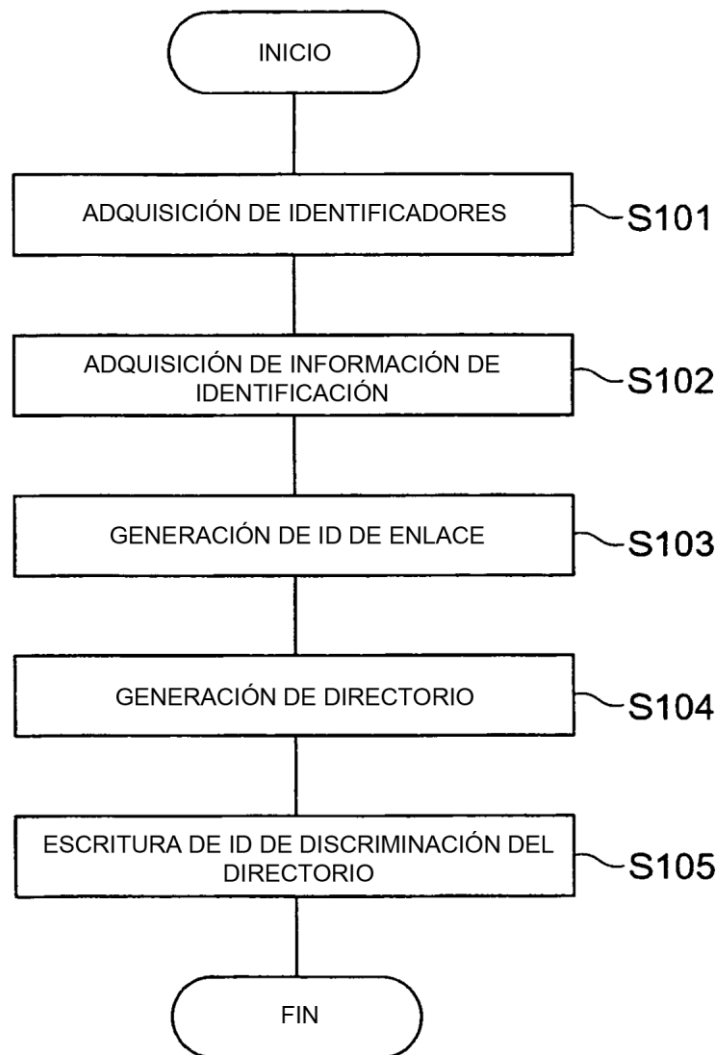 INICIO
ADQUISICIÓN DE IDENTIFICADORES
S101
ADQUISICIÓN DE INFORMACIÓN DE
IDENTIFICACIÓN
S102
GENERACIÓN DE ID DE ENLACE
S103
GENERACIÓN DE DIRECTORIO
S104
ESCRITURA DE ID DE DISCRIMINACIÓN DEL
DIRECTORIO
S105
FIN